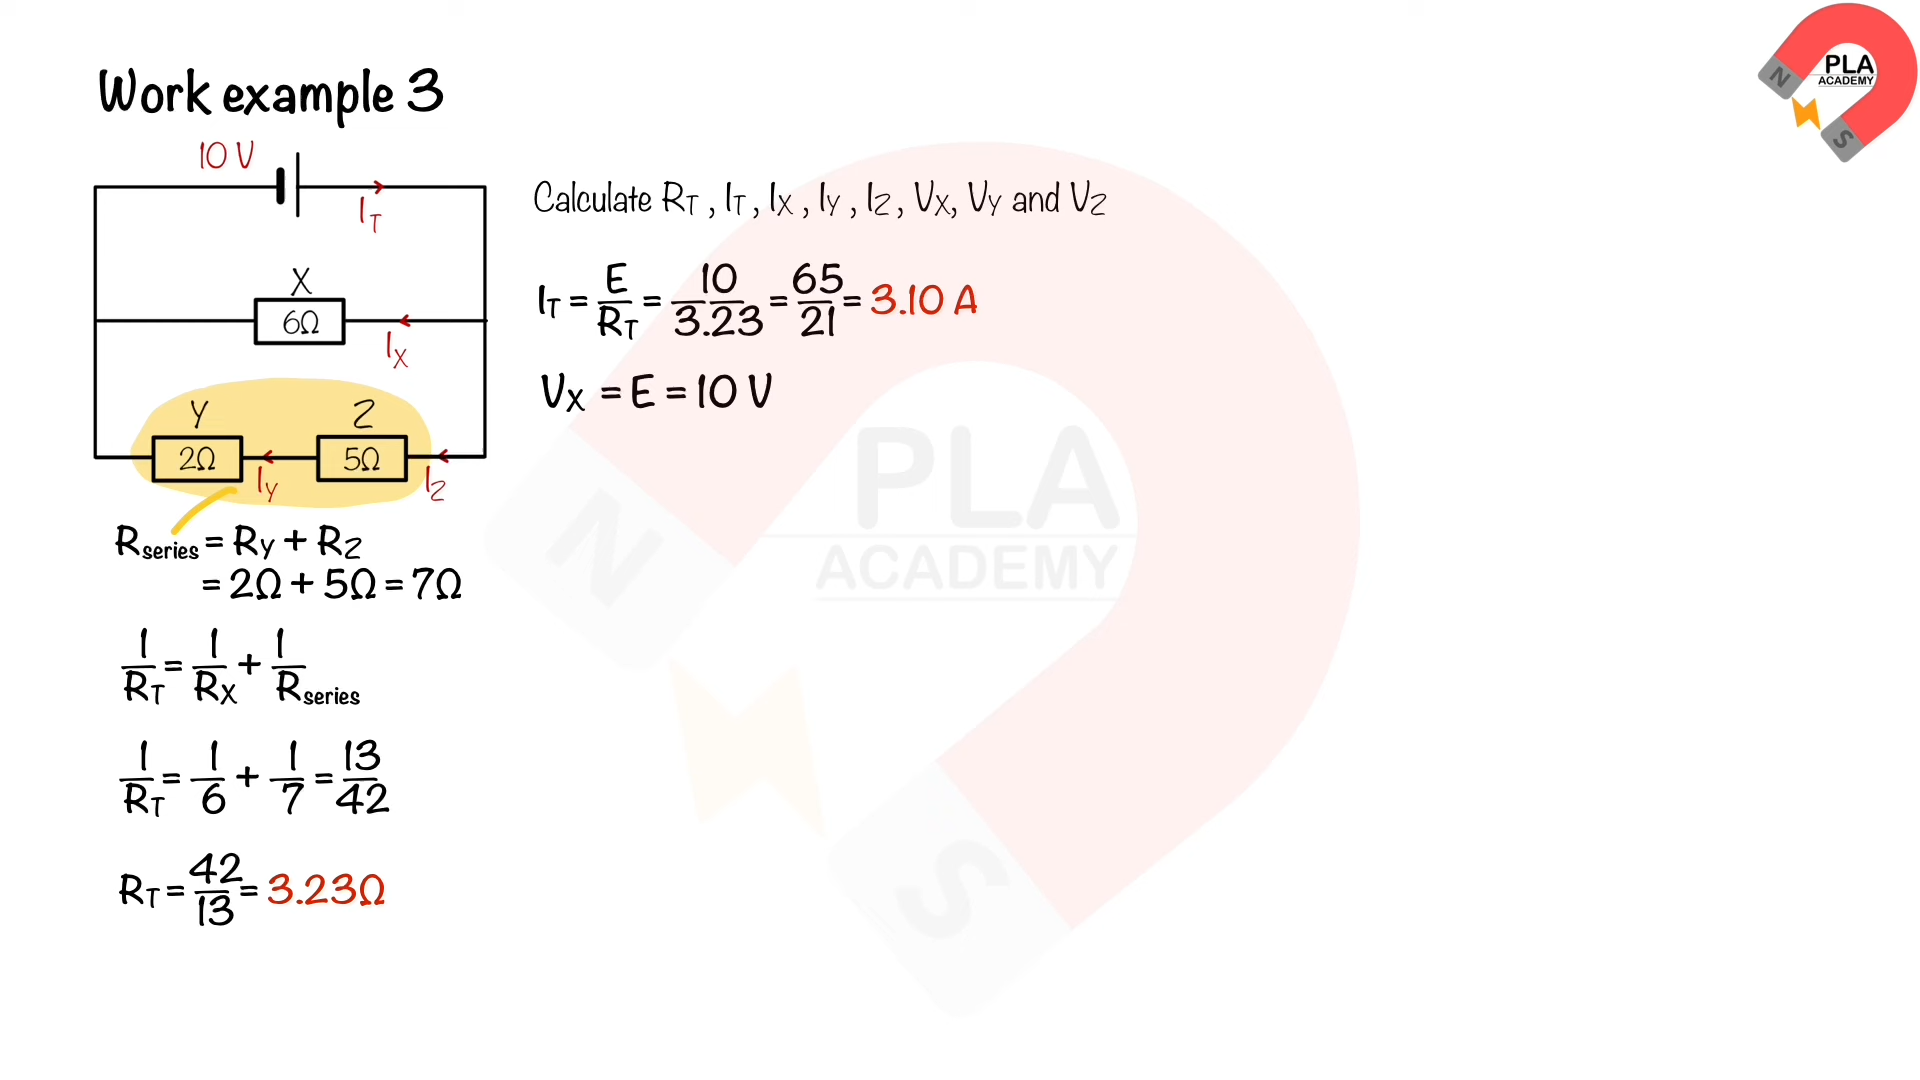 Work example 3
PLA
ACADEMY
N
S
10 V
I_T
X
6Ω
I_X
Y
Z
2Ω
5Ω
I_Y
I_Z
R_series = R_Y + R_Z
= 2Ω + 5Ω = 7Ω
1/R_T = 1/R_X + 1/R_series
1/R_T = 1/6 + 1/7 = 13/42
R_T = 42/13 = 3.23Ω
Calculate R_T , I_T , I_X , I_Y , I_Z , V_X, V_Y and V_Z
I_T = E/R_T = 10/3.23 = 65/21 = 3.10 A
V_X = E = 10 V
PLA
ACADEMY
N
S